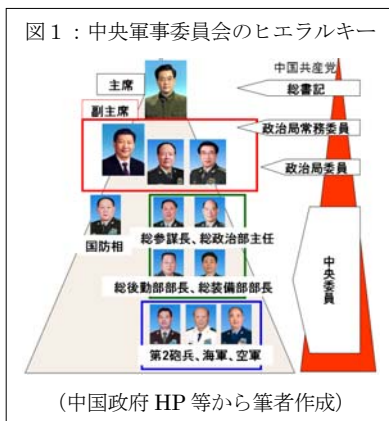 図1：中央軍事委員会のヒエラルキー
中国共産党
主席
総書記
副主席
政治局常務委員
政治局委員
国防相
総参謀長、総政治部主任
総後勤部部長、総装備部部長
中央委員
第2砲兵、海軍、空軍
（中国政府 HP 等から筆者作成）